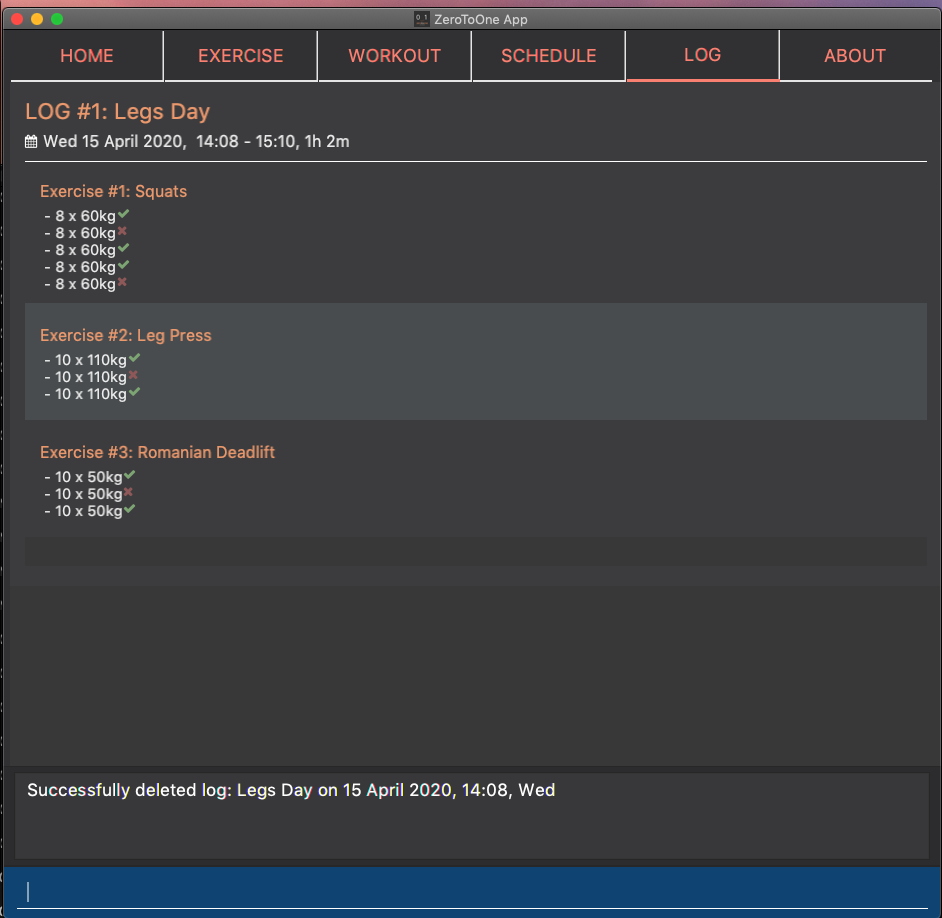 ZeroToOne App
HOME EXERCISE WORKOUT SCHEDULE LOG ABOUT
LOG #1: Legs Day
Wed 15 April 2020, 14:08 - 15:10, 1h 2m
Exercise #1: Squats
- 8 x 60kg✔
- 8 x 60kg✖
- 8 x 60kg✔
- 8 x 60kg✔
- 8 x 60kg✖
Exercise #2: Leg Press
- 10 x 110kg✔
- 10 x 110kg✖
- 10 x 110kg✔
Exercise #3: Romanian Deadlift
- 10 x 50kg✔
- 10 x 50kg✖
- 10 x 50kg✔
Successfully deleted log: Legs Day on 15 April 2020, 14:08, Wed